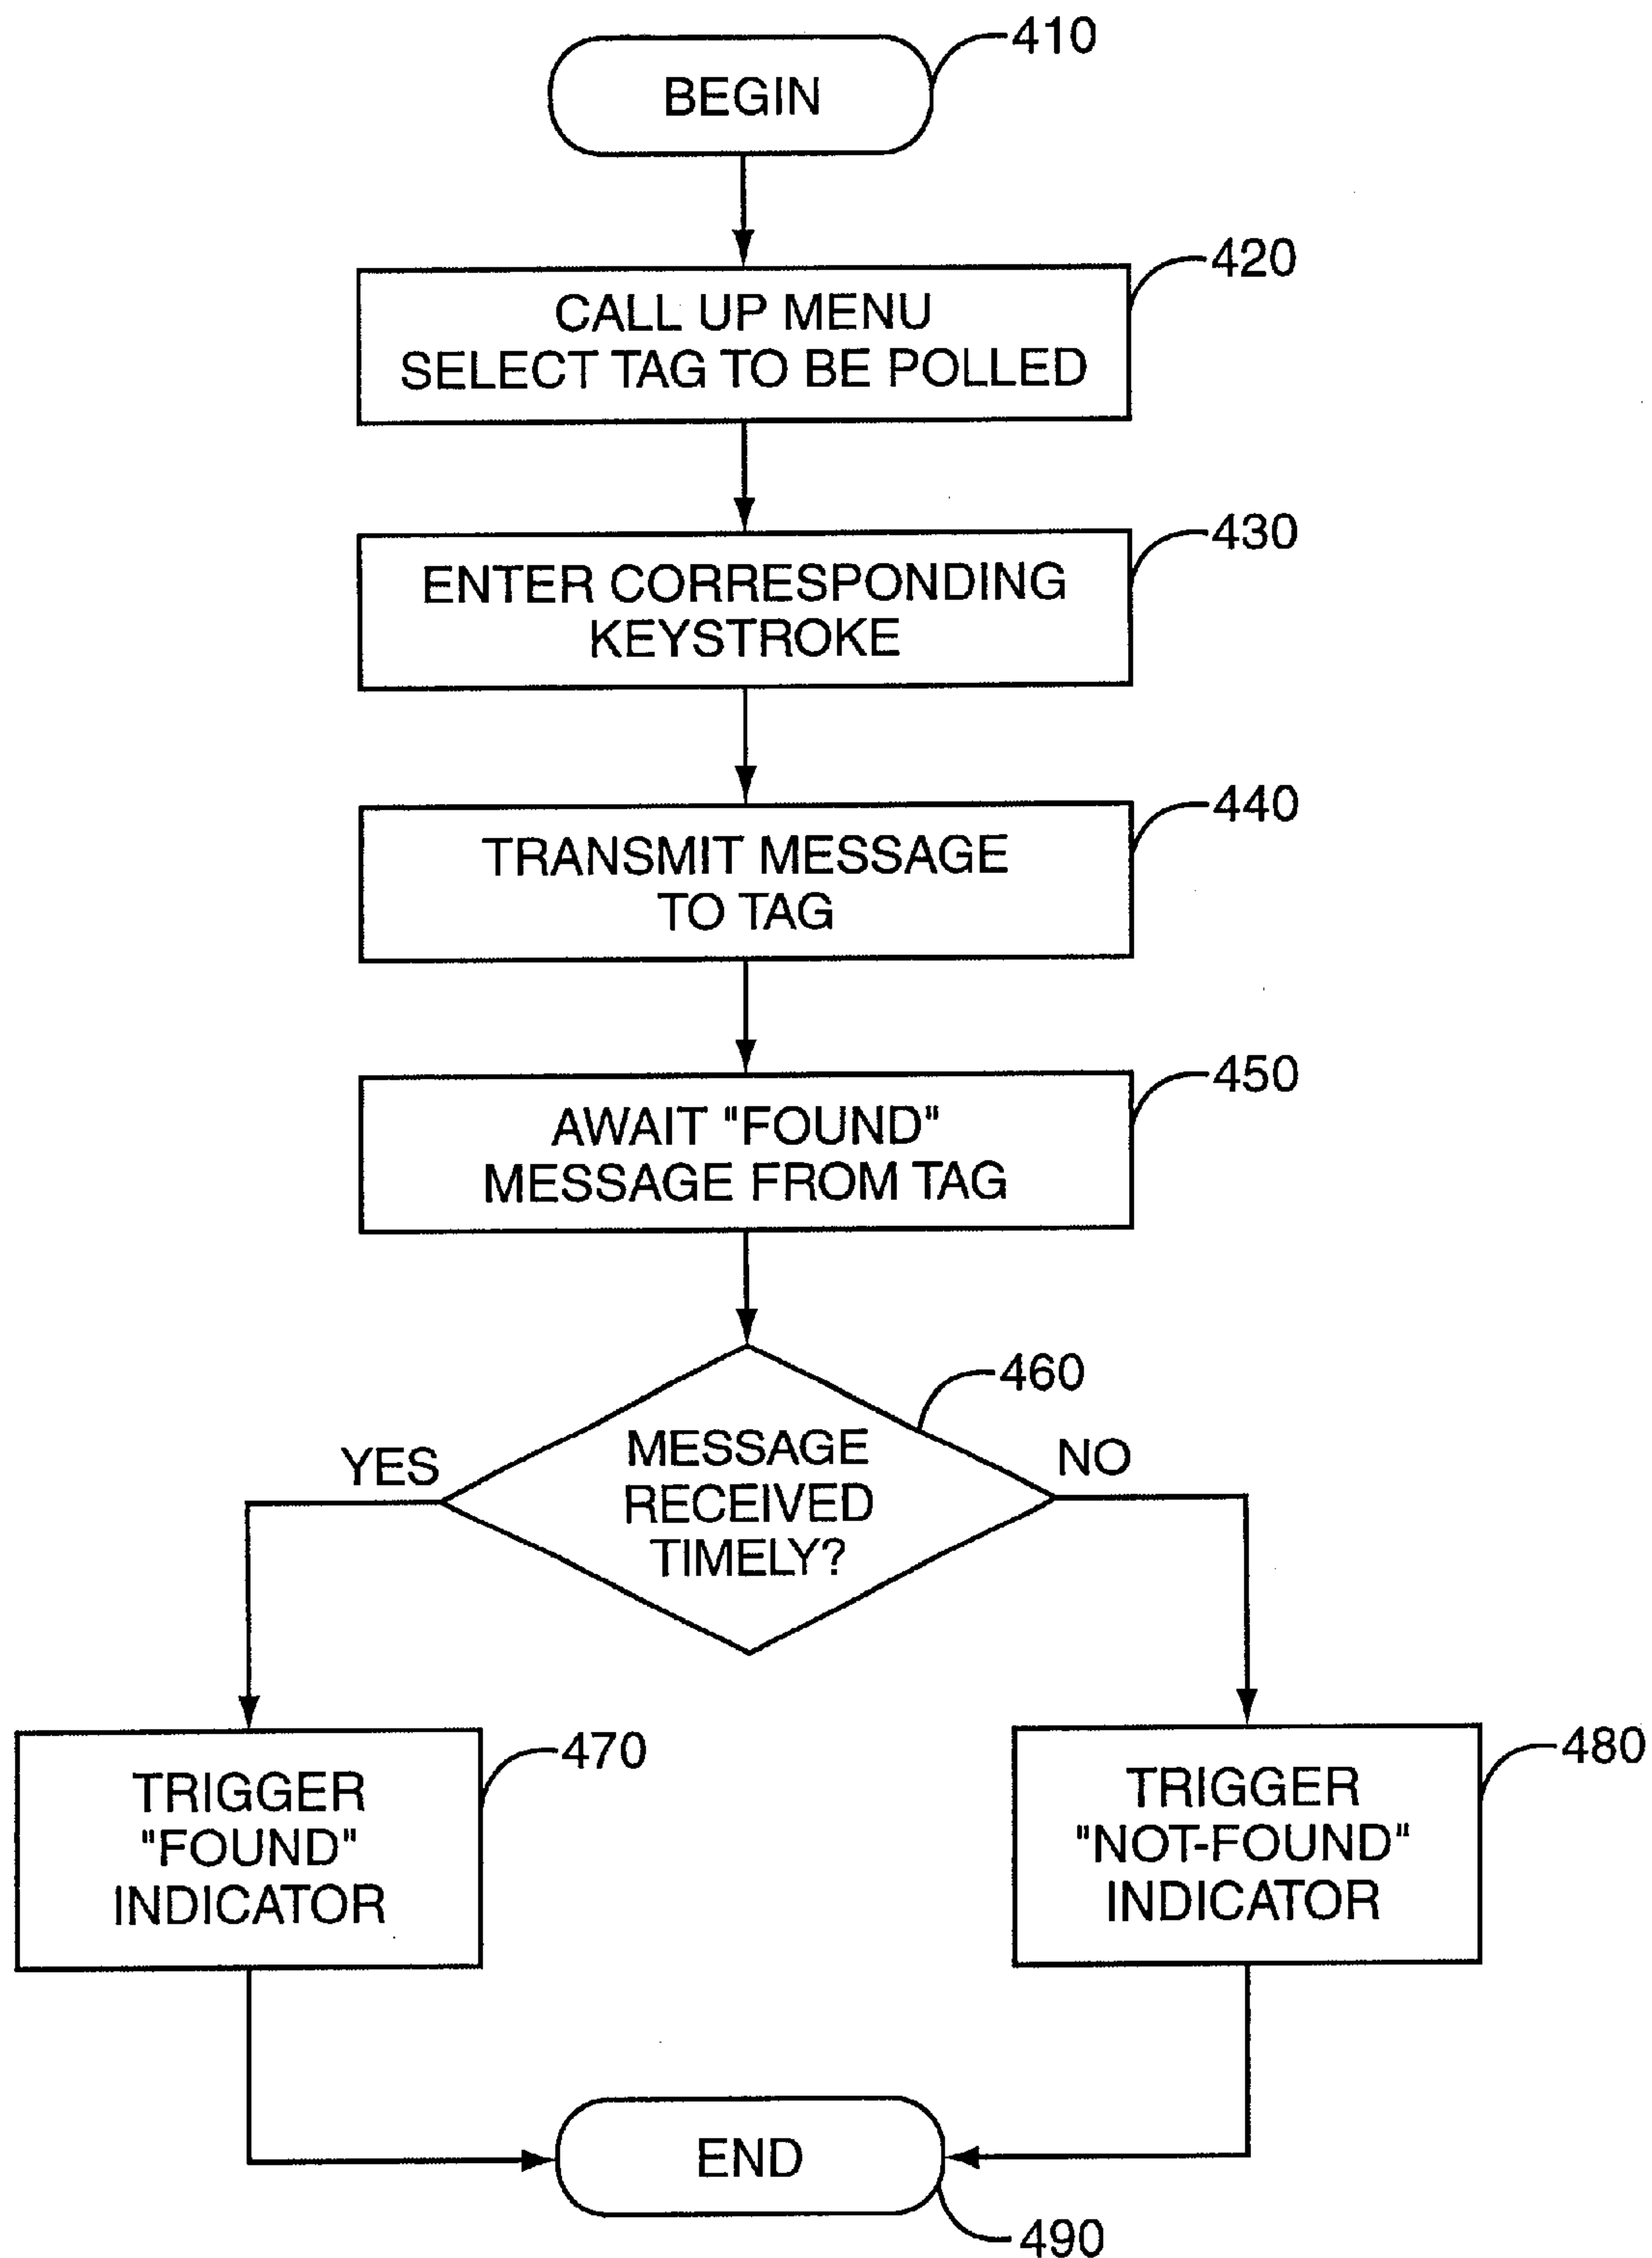 410
BEGIN
420
CALL UP MENU
SELECT TAG TO BE POLLED
430
ENTER CORRESPONDING
KEYSTROKE
440
TRANSMIT MESSAGE
TO TAG
450
AWAIT "FOUND"
MESSAGE FROM TAG
460
YES
MESSAGE
RECEIVED
TIMELY?
NO
470
TRIGGER
"FOUND"
INDICATOR
480
TRIGGER
"NOT-FOUND"
INDICATOR
END
490